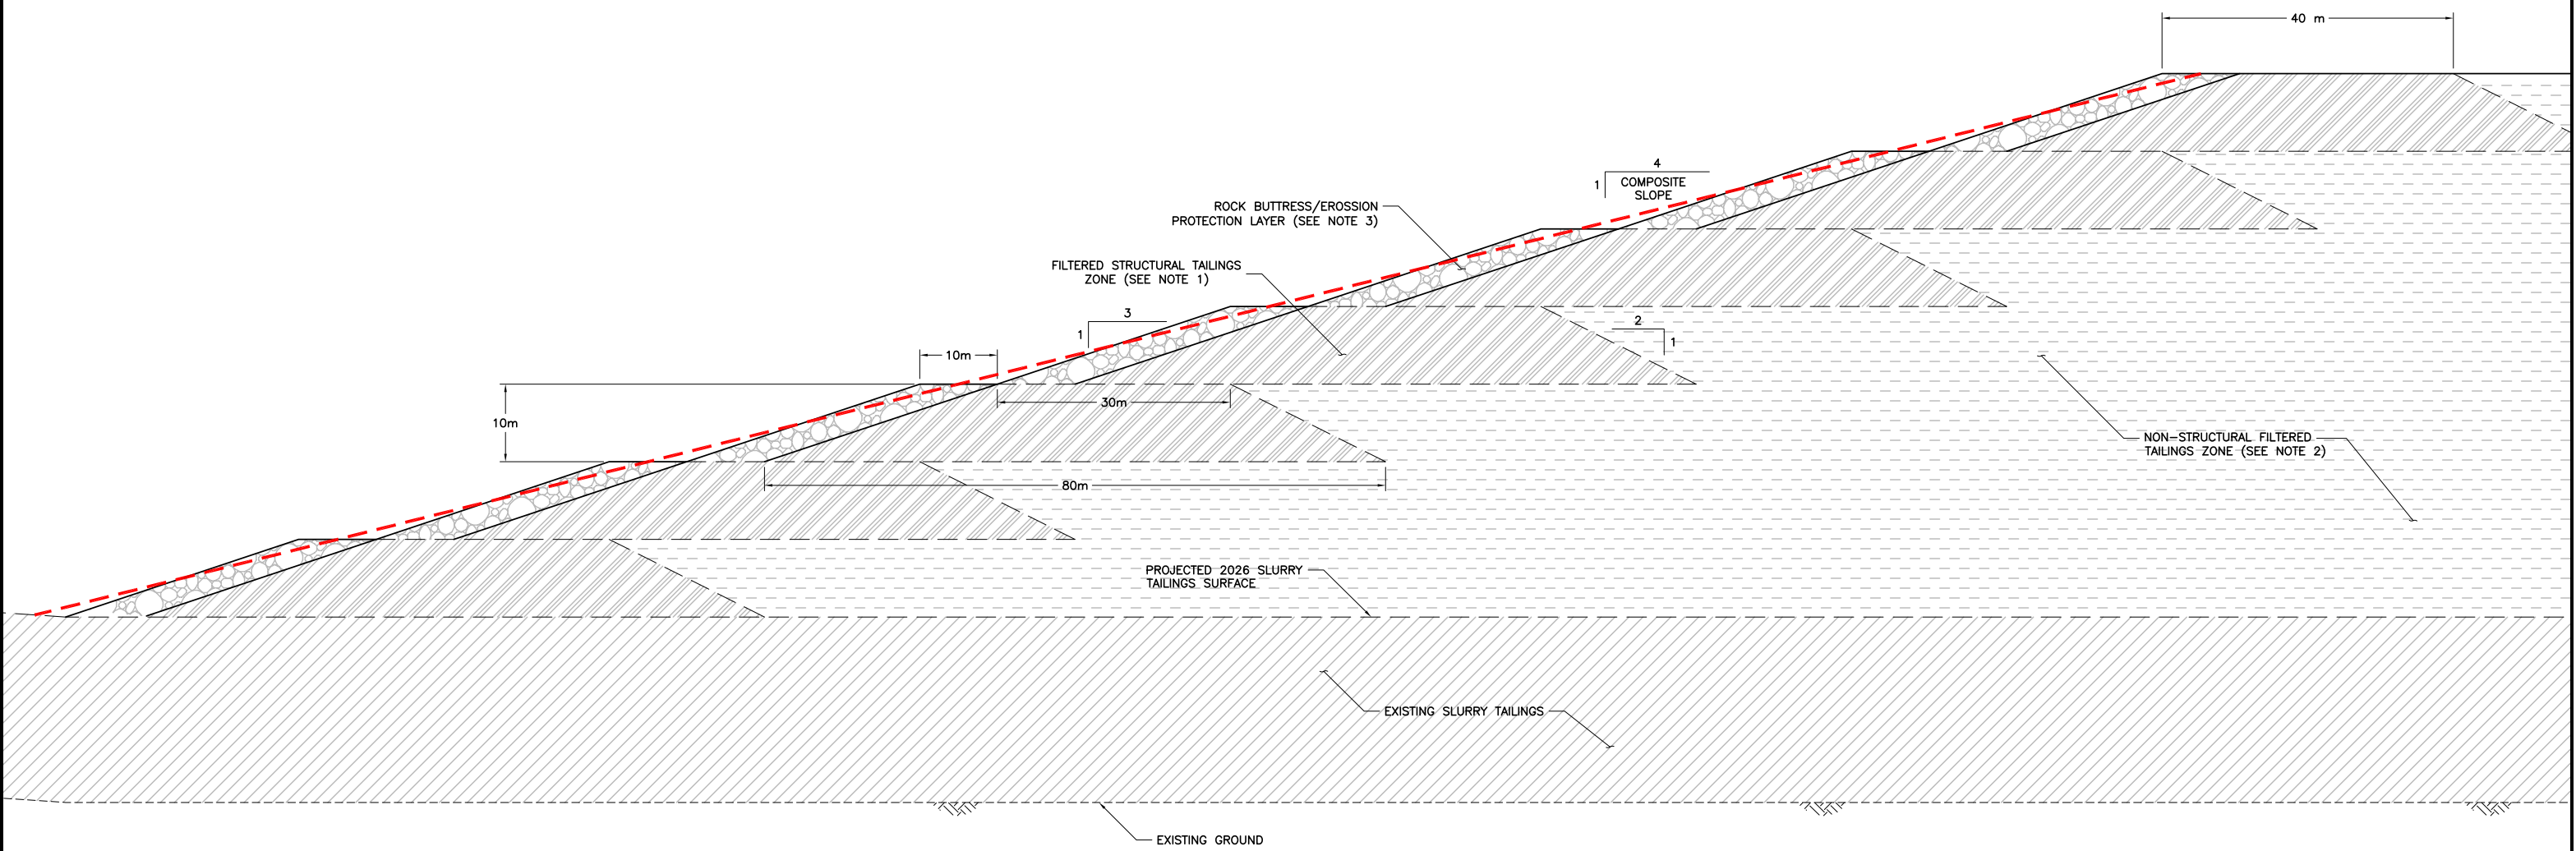 40 m
4
1
COMPOSITE
SLOPE
ROCK BUTTRESS/EROSSION
PROTECTION LAYER (SEE NOTE 3)
FILTERED STRUCTURAL TAILINGS
ZONE (SEE NOTE 1)
3
1
2
1
10m
30m
10m
NON-STRUCTURAL FILTERED
TAILINGS ZONE (SEE NOTE 2)
80m
PROJECTED 2026 SLURRY
TAILINGS SURFACE
EXISTING SLURRY TAILINGS
EXISTING GROUND